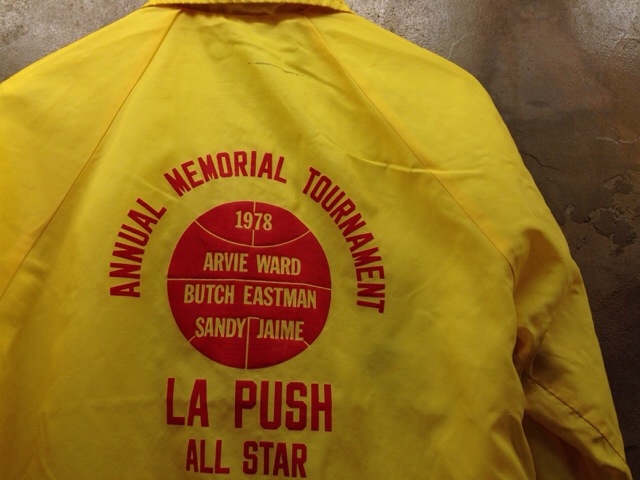 ANNUAL MEMORIAL TOURNAMENT
1978
ARVIE WARD
BUTCH EASTMAN
SANDY JAIME
LA PUSH
ALL STAR